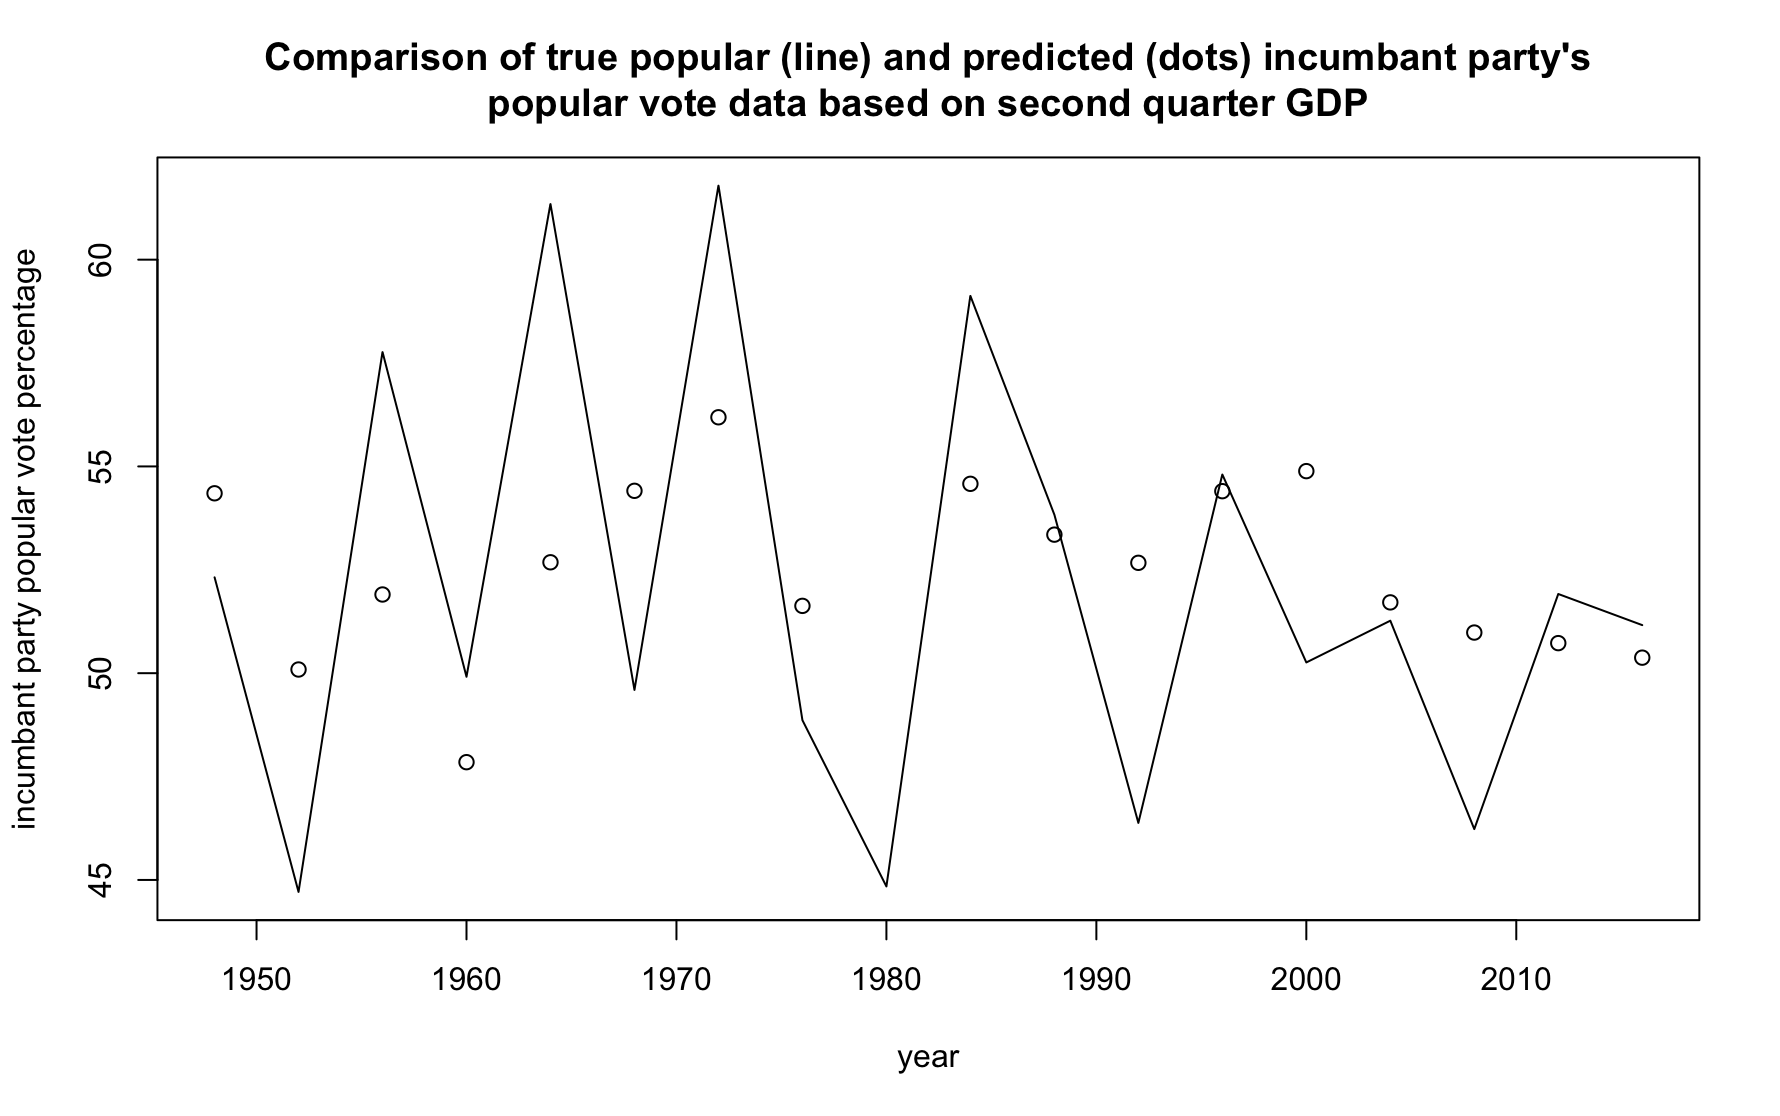 Comparison of true popular (line) and predicted (dots) incumbant party's
popular vote data based on second quarter GDP
incumbant party popular vote percentage
60
55
50
45
1950 1960 1970 1980 1990 2000 2010
year